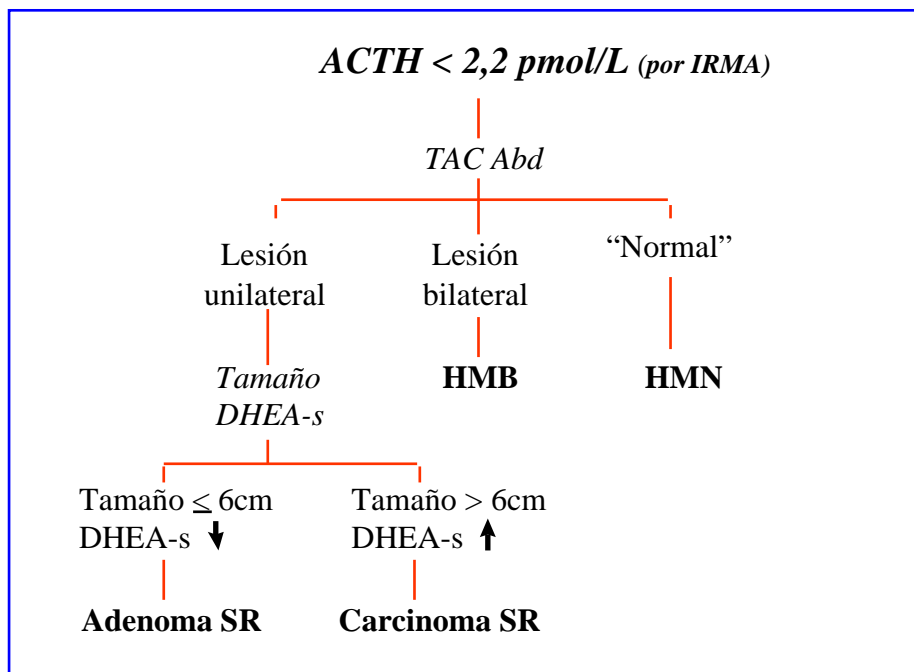 ACTH < 2,2 pmol/L (por IRMA)
TAC Abd
Lesión
unilateral
Lesión
bilateral
“Normal”
HMB
HMN
Tamaño
DHEA-s
Tamaño ≤ 6cm
DHEA-s ↓
Tamaño > 6cm
DHEA-s ↑
Adenoma SR
Carcinoma SR